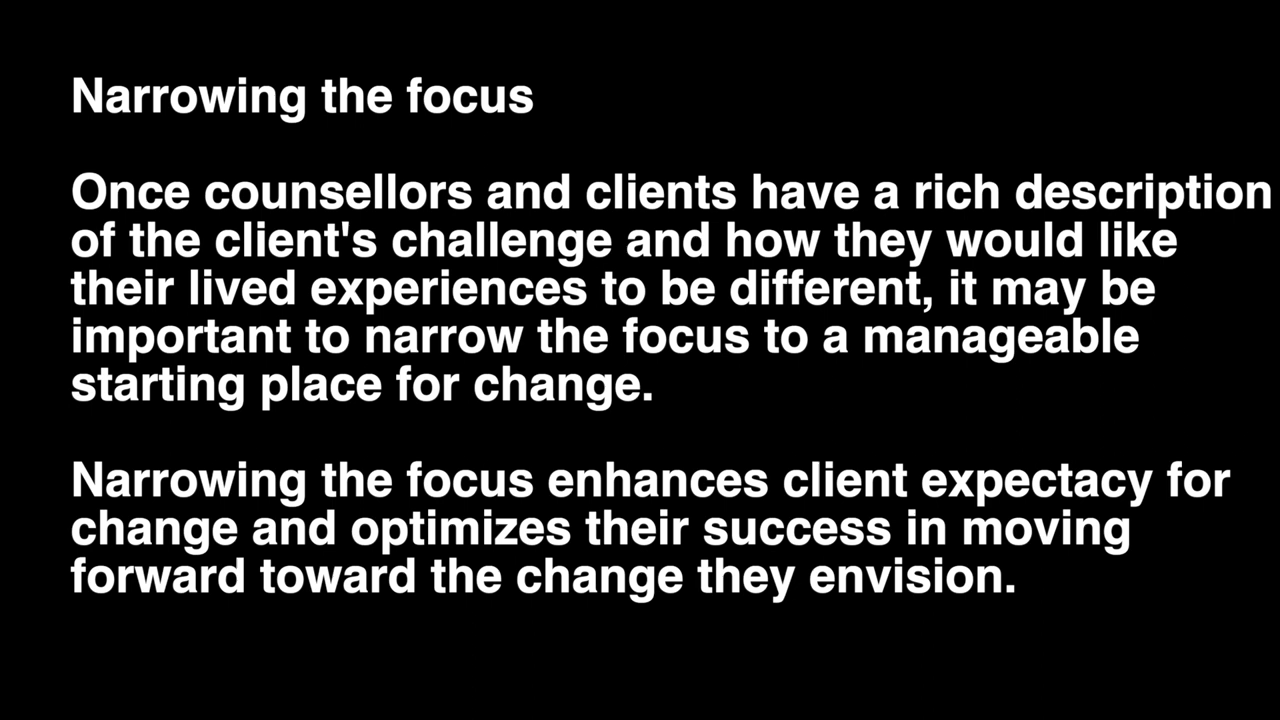 Narrowing the focus
Once counsellors and clients have a rich description
of the client's challenge and how they would like
their lived experiences to be different, it may be
important to narrow the focus to a manageable
starting place for change.
Narrowing the focus enhances client expectacy for
change and optimizes their success in moving
forward toward the change they envision.